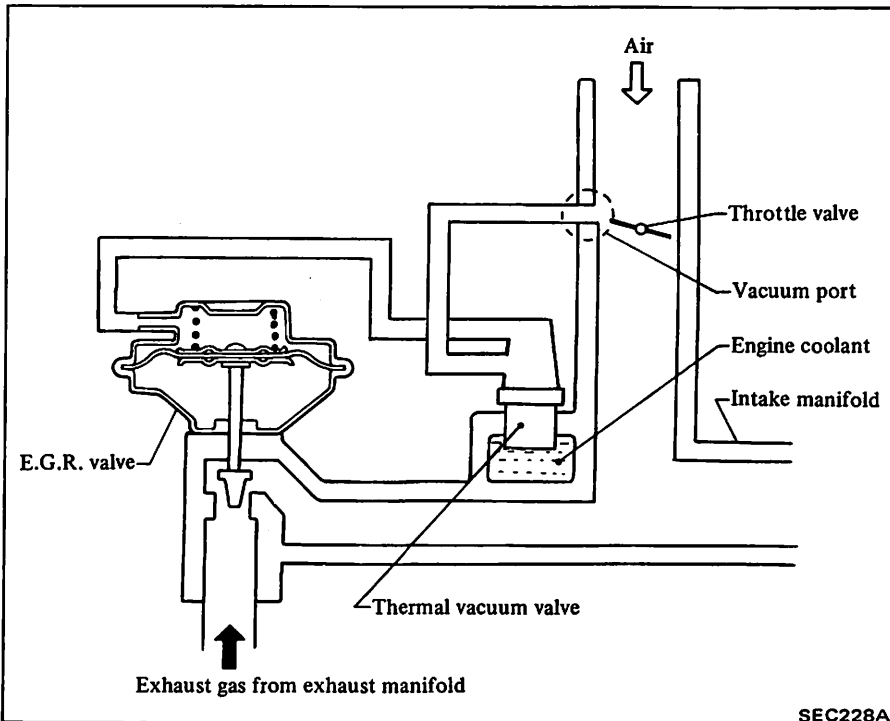 Air
Throttle valve
Vacuum port
Engine coolant
Intake manifold
E.G.R. valve
Thermal vacuum valve
Exhaust gas from exhaust manifold
SEC228A